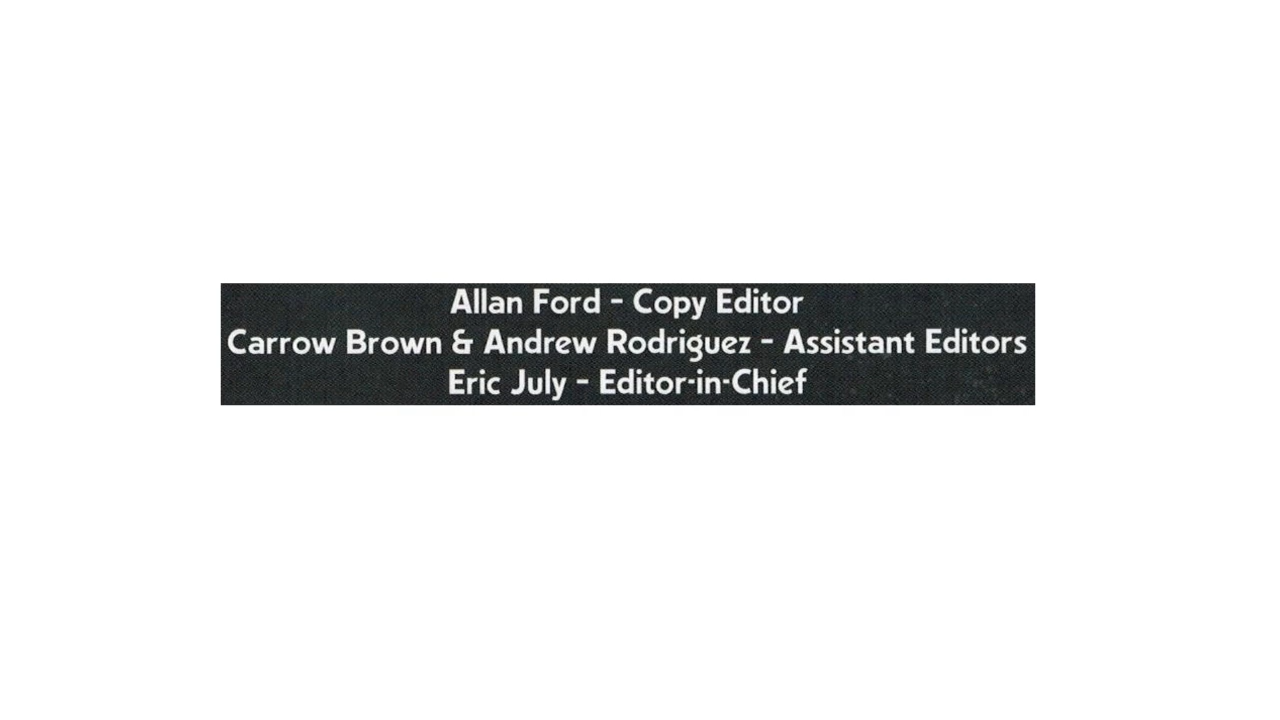 Allan Ford - Copy Editor
Carrow Brown & Andrew Rodriguez - Assistant Editors
Eric July - Editor-in-Chief